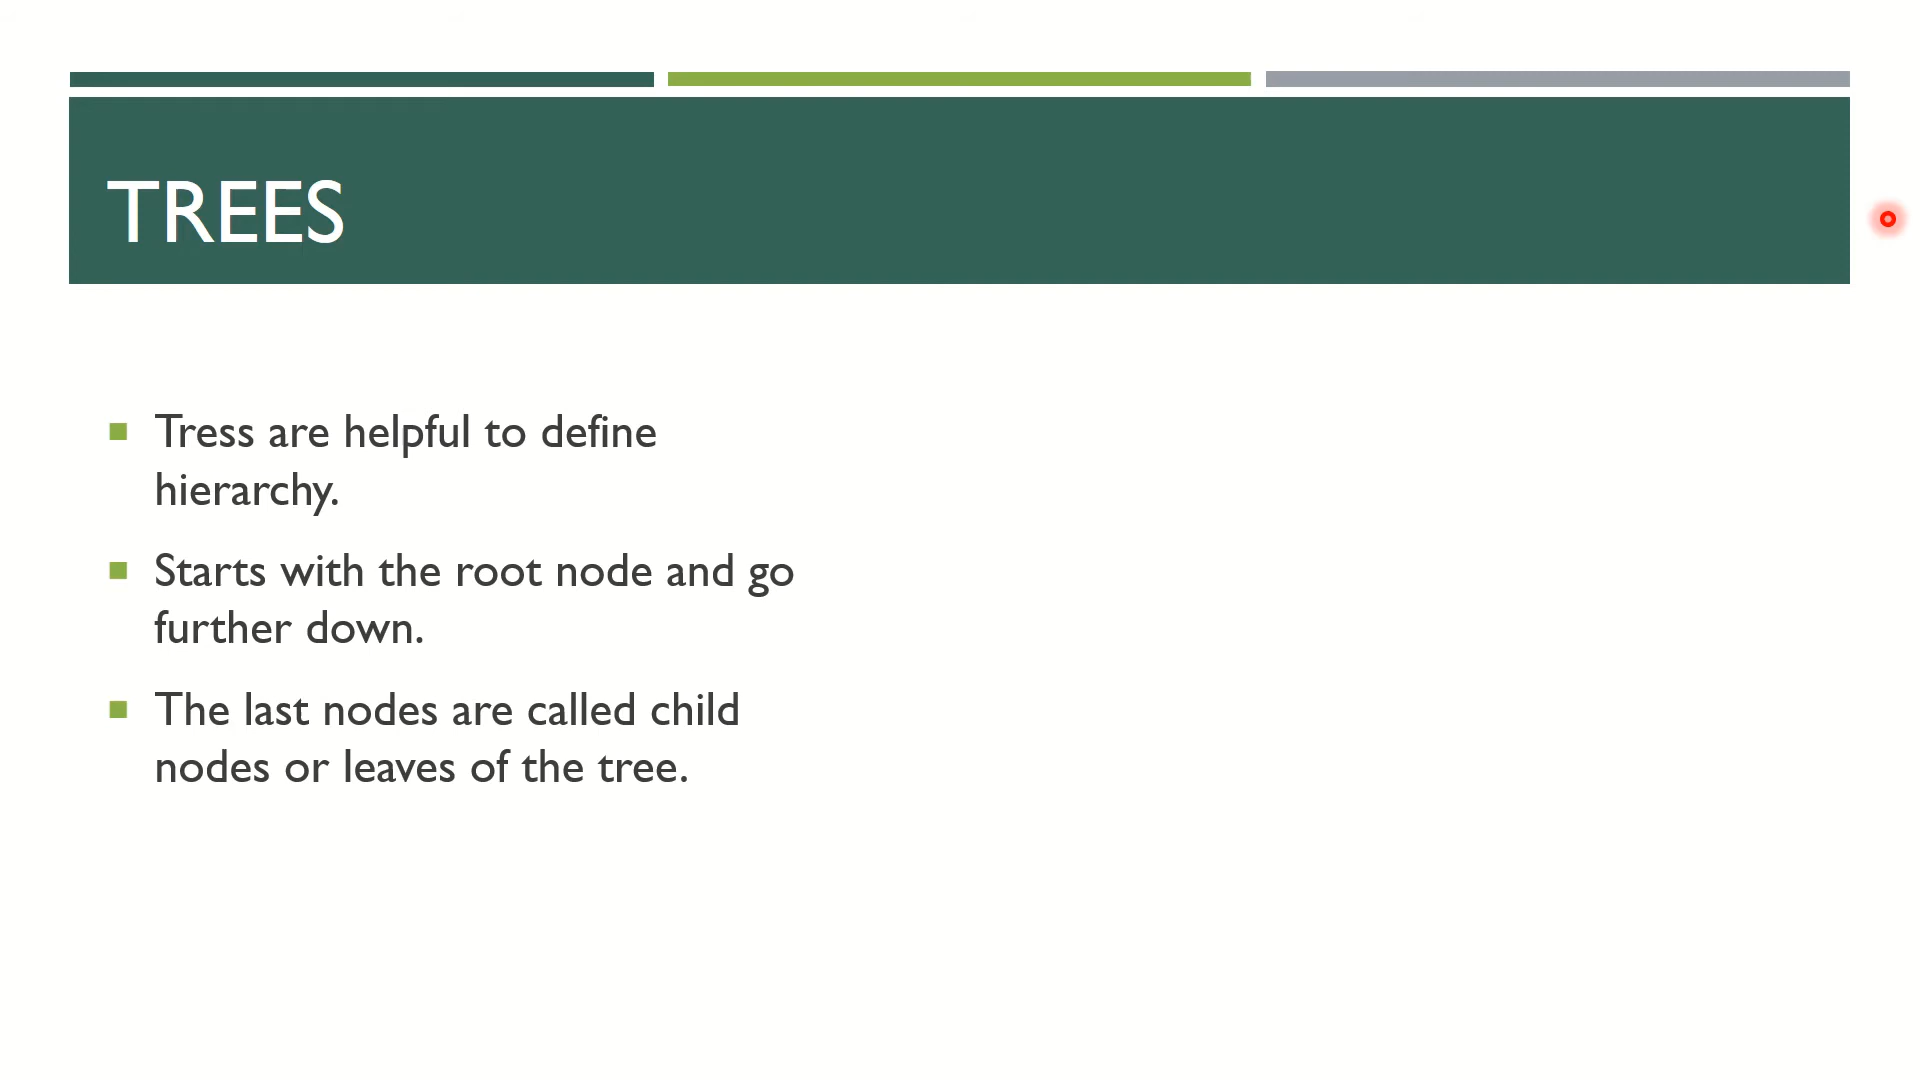 TREES
Tress are helpful to define
hierarchy.
Starts with the root node and go
further down.
The last nodes are called child
nodes or leaves of the tree.